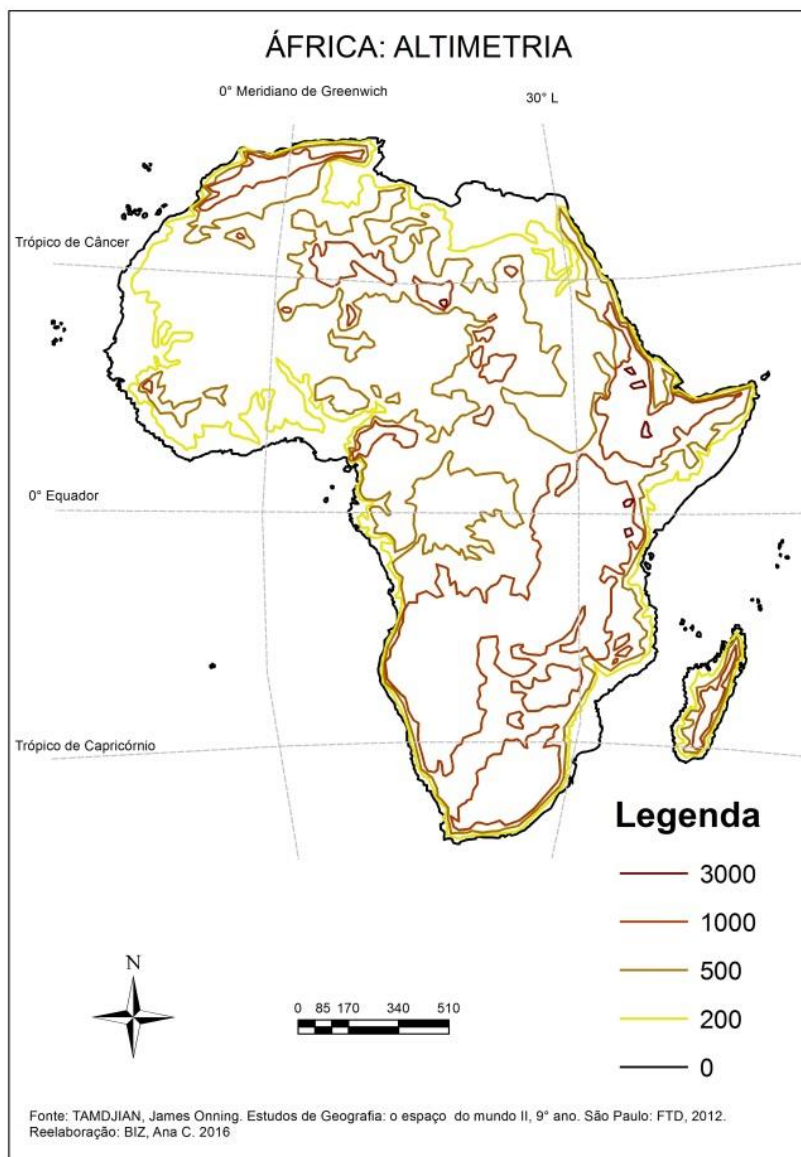 ÁFRICA: ALTIMETRIA
0° Meridiano de Greenwich
30° L
Trópico de Câncer
0° Equador
Trópico de Capricórnio
Legenda
3000
1000
500
200
0
N
0 85 170 340 510
Fonte: TAMDJIAN, James Onning. Estudos de Geografia: o espaço do mundo II, 9° ano. São Paulo: FTD, 2012.
Reelaboração: BIZ, Ana C. 2016